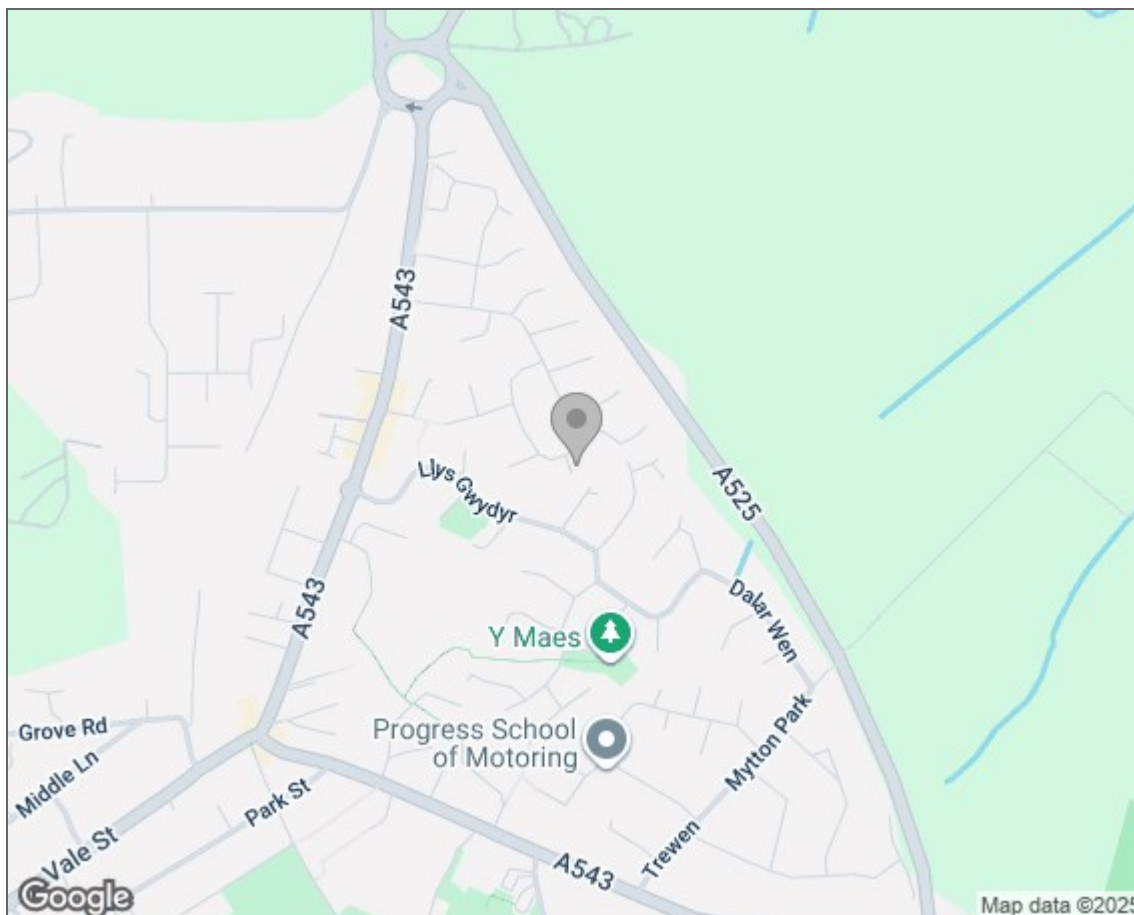 A543
A525
Llys Gwydyr
A543
Dalar Wen
Y Maes
Grove Rd
Middle Ln
Progress School
of Motoring
Mytton Park
Park St
Vale St
Trewen
A543
Google
Map data ©2025